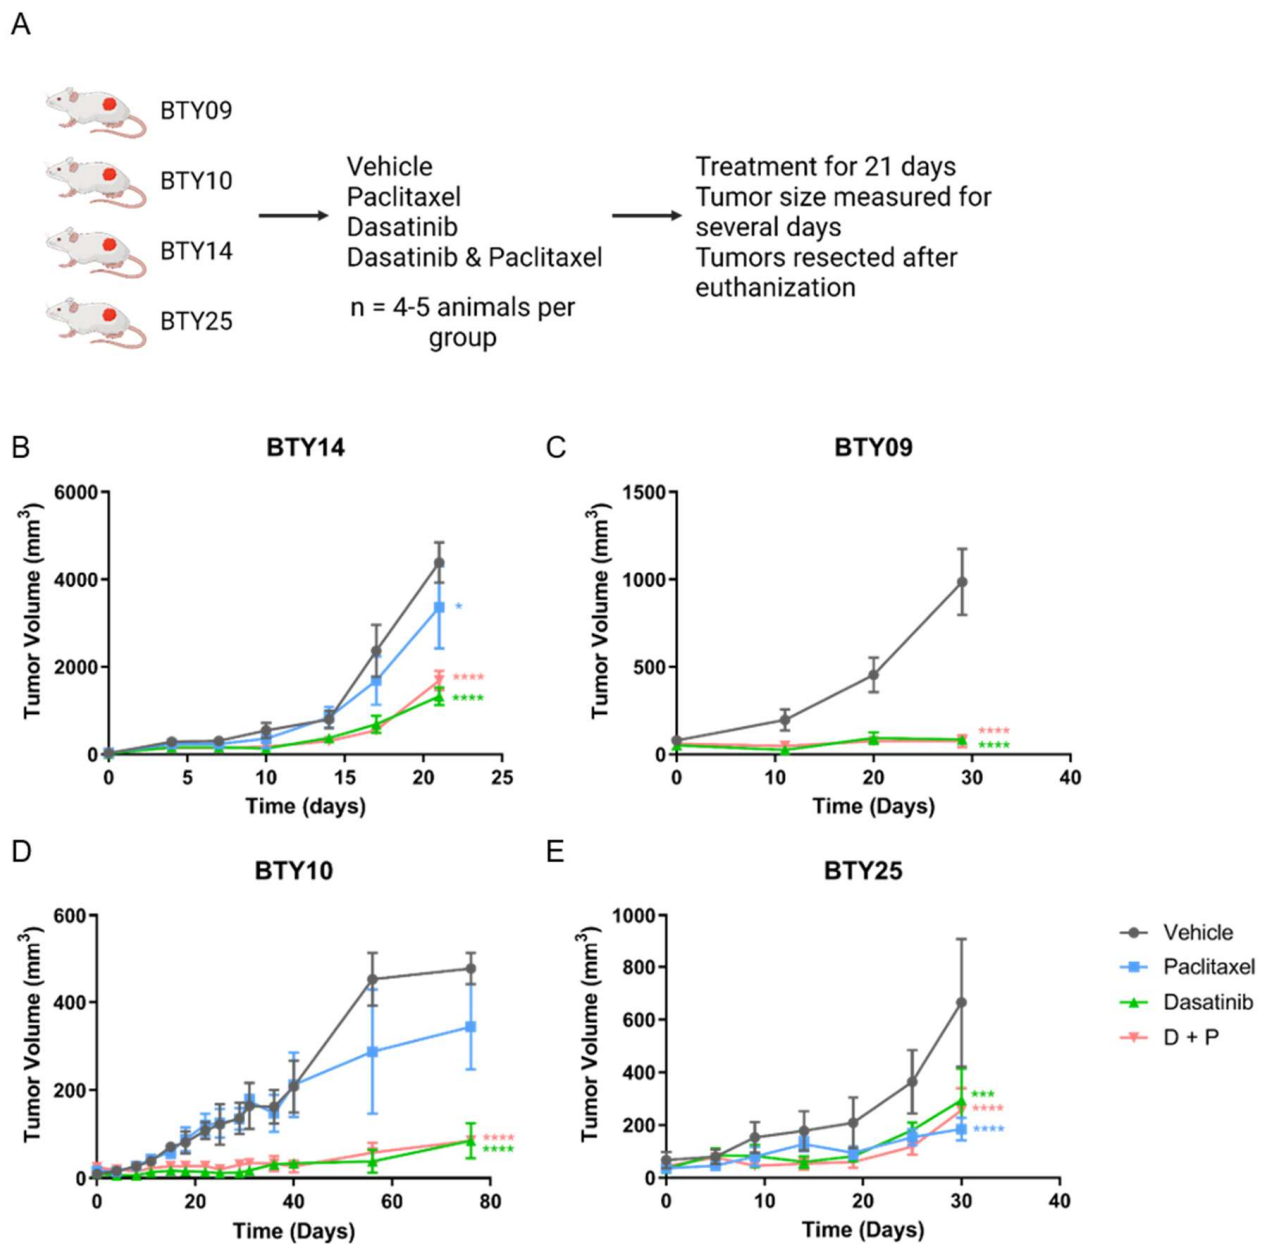 A
BTY09
BTY10
BTY14
BTY25
Vehicle
Paclitaxel
Dasatinib
Dasatinib & Paclitaxel
n = 4-5 animals per
group
Treatment for 21 days
Tumor size measured for
several days
Tumors resected after
euthanization
B
BTY14
Tumor Volume (mm³)
6000
4000
2000
0
0 5 10 15 20 25
Time (days)
*
****
****
C
BTY09
Tumor Volume (mm³)
1500
1000
500
0
0 10 20 30 40
Time (Days)
****
****
D
BTY10
Tumor Volume (mm³)
600
400
200
0
0 20 40 60 80
Time (Days)
****
****
E
BTY25
Tumor Volume (mm³)
1000
800
600
400
200
0
0 10 20 30 40
Time (Days)
***
****
****
Vehicle
Paclitaxel
Dasatinib
D + P